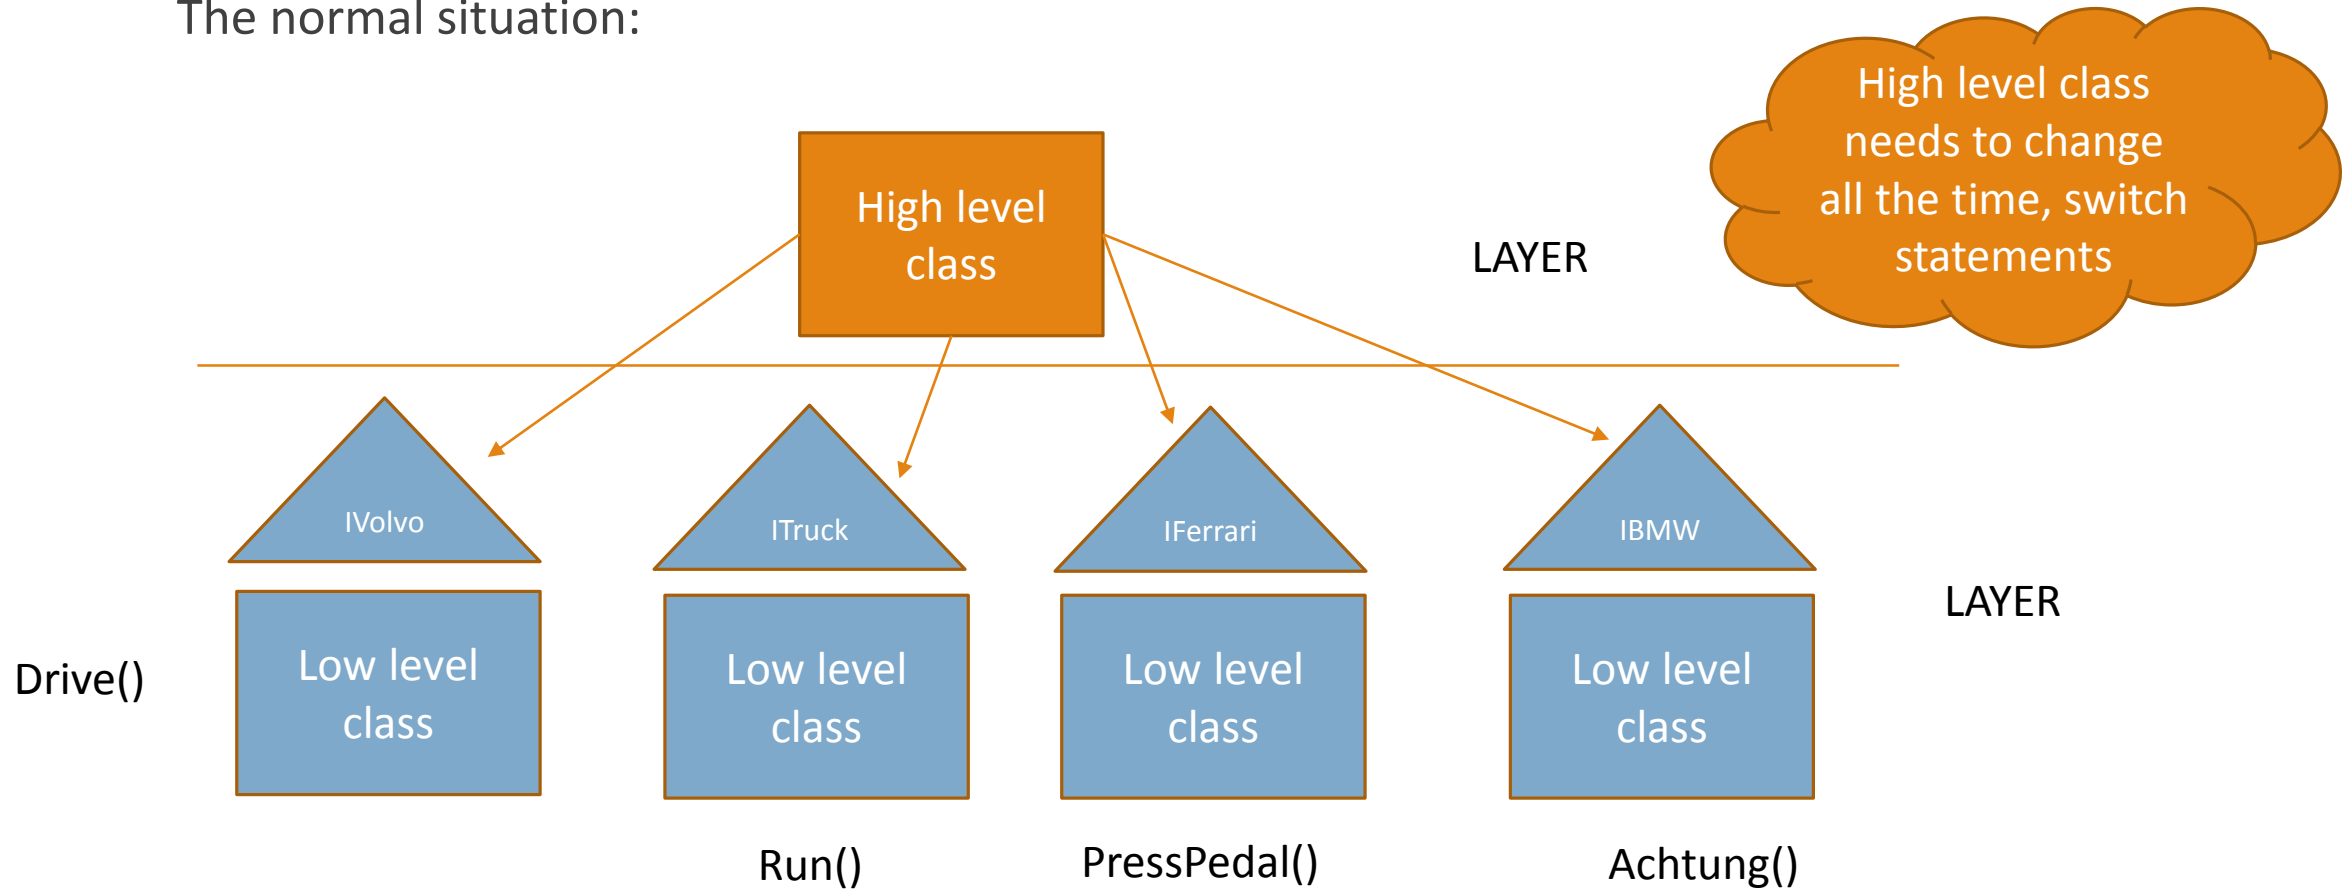 The normal situation:
High level class
needs to change
all the time, switch
statements
High level
class
LAYER
IVolvo
ITruck
IFerrari
IBMW
LAYER
Drive()
Low level
class
Low level
class
Low level
class
Low level
class
Run()
PressPedal()
Achtung()